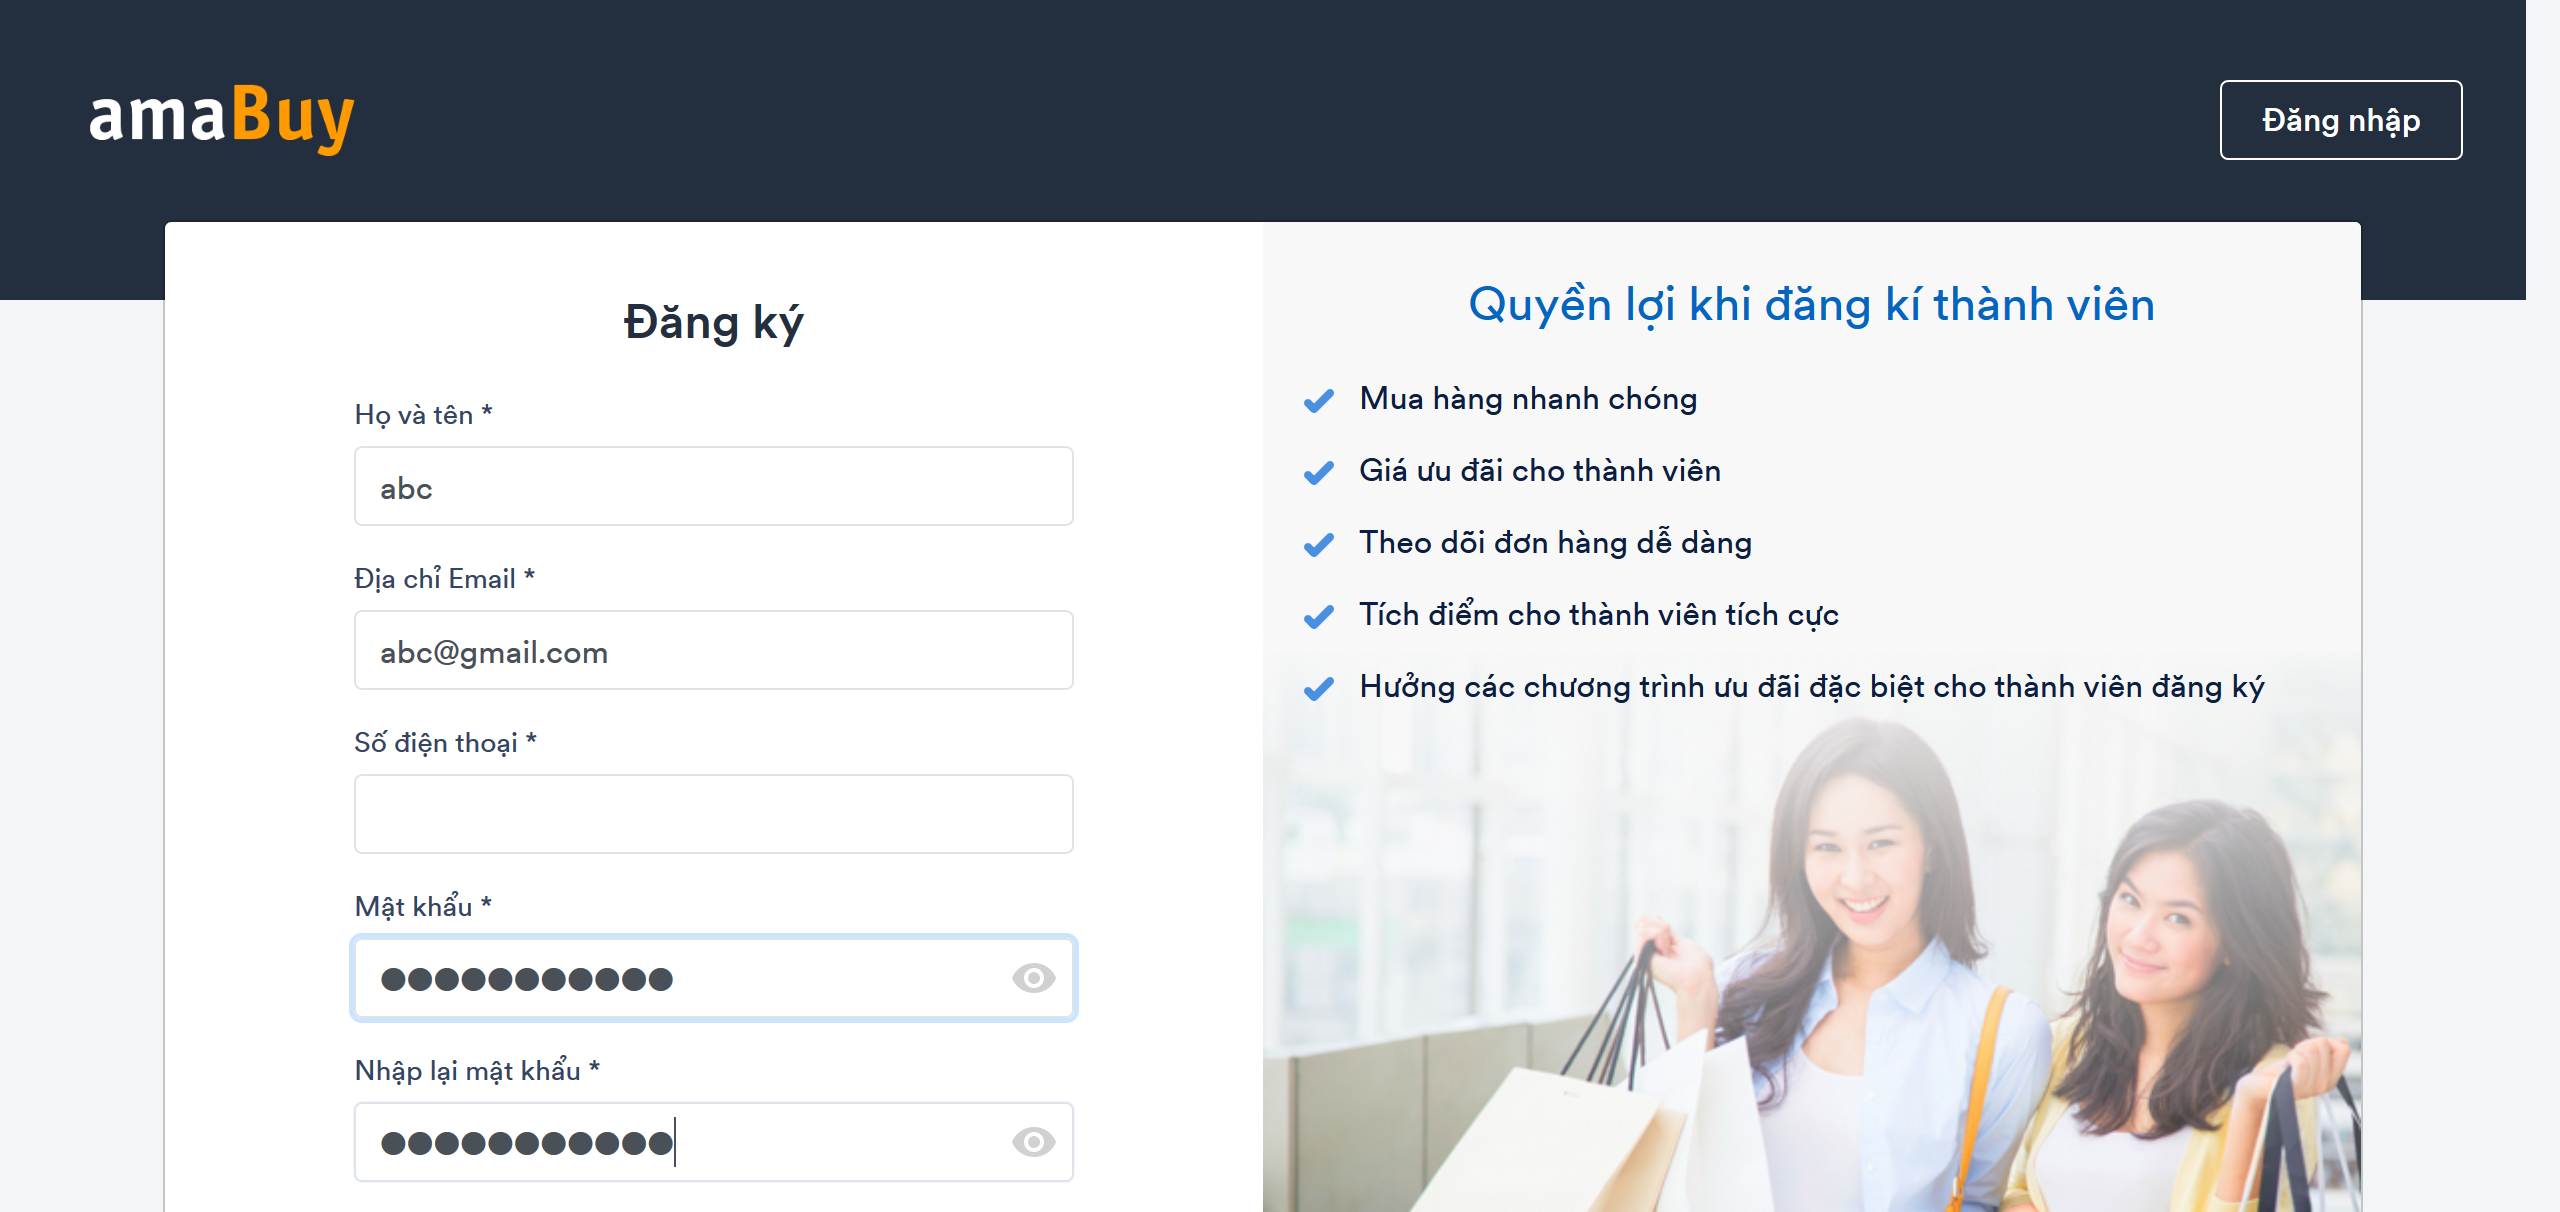 amaBuy
Đăng nhập
Đăng ký
Họ và tên *
abc
Địa chỉ Email *
abc@gmail.com
Số điện thoại *
Mật khẩu *
●●●●●●●●●●●
Nhập lại mật khẩu *
●●●●●●●●●●●
Quyền lợi khi đăng kí thành viên
Mua hàng nhanh chóng
Giá ưu đãi cho thành viên
Theo dõi đơn hàng dễ dàng
Tích điểm cho thành viên tích cực
Hưởng các chương trình ưu đãi đặc biệt cho thành viên đăng ký